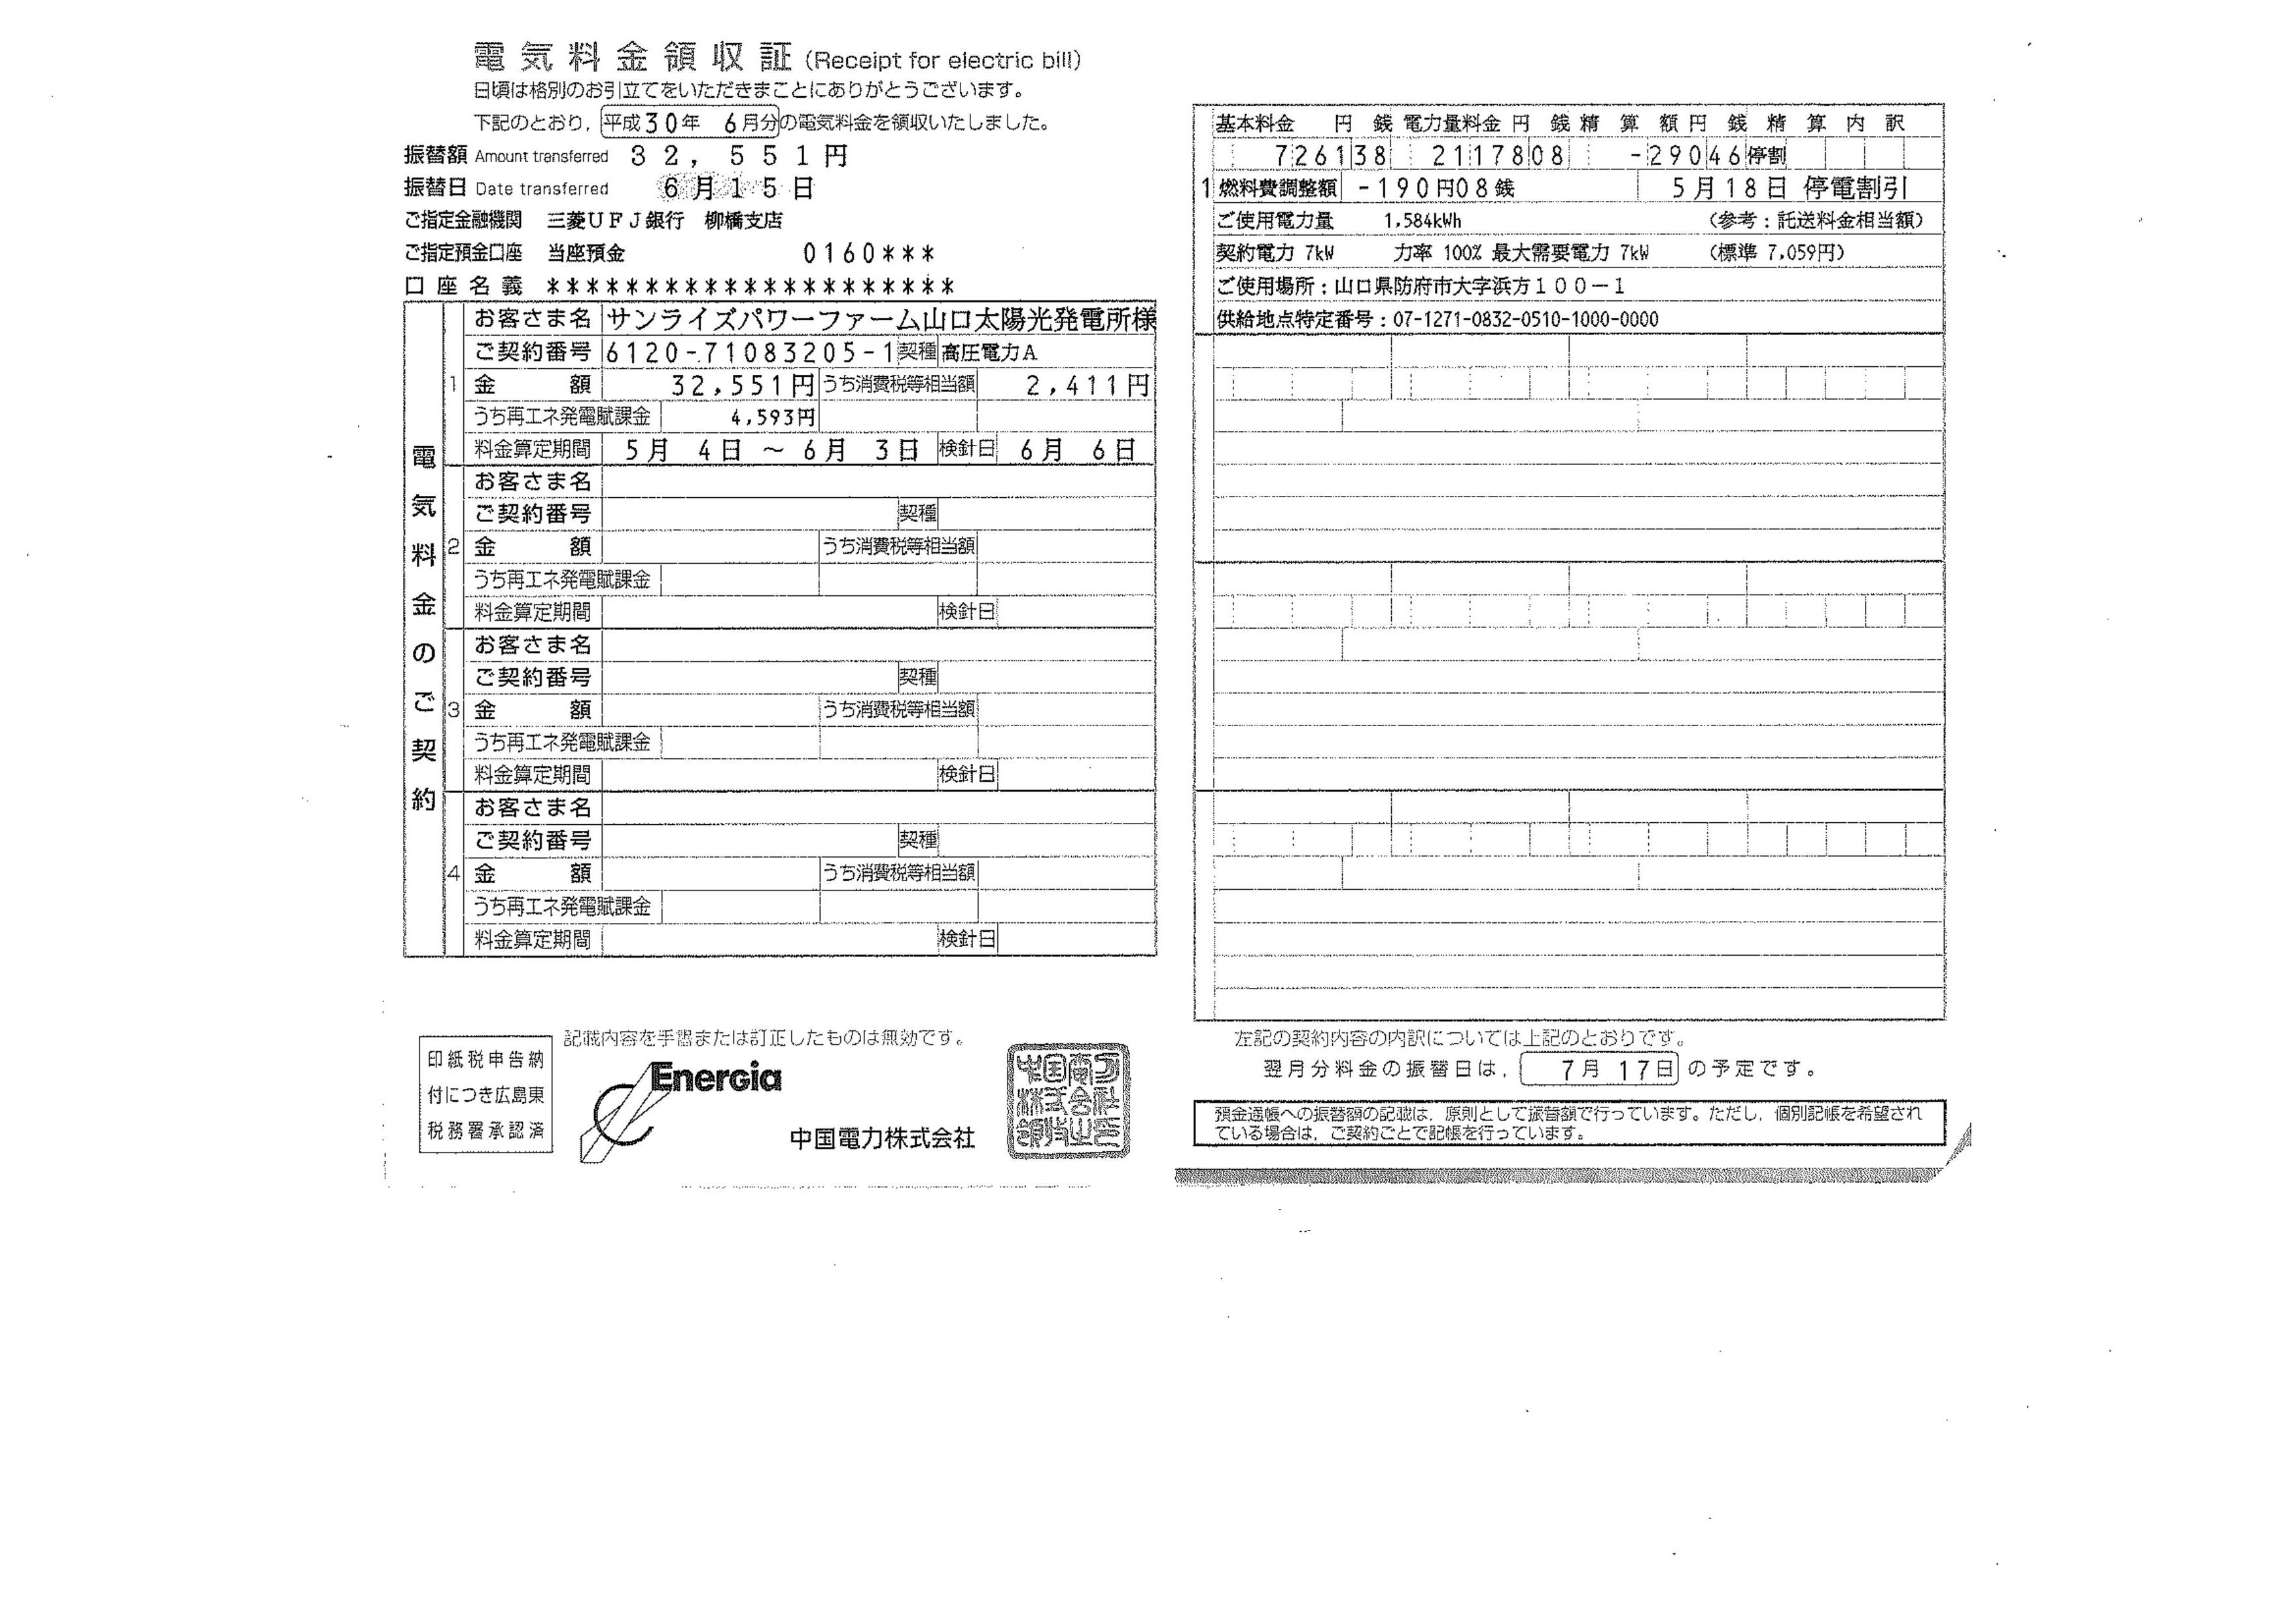 電気料金領収証 (Receipt for electric bill)
日頃は格別のお引立てをいただきまことにありがとうございます。
下記のとおり, 平成30年 6月分の電気料金を領収いたしました。
振替額 Amount transferred 32,551円
振替日 Date transferred 6月15日
ご指定金融機関 三菱UFJ銀行 柳橋支店
ご指定預金口座 当座預金 0160***
口座名義 *********************
電気料金のご契約
1
お客さま名 サンライズパワーファーム山口太陽光発電所様
ご契約番号 6120-71083205-1 契種 高圧電力A
金額 32,551円 うち消費税等相当額 2,411円
うち再エネ発電賦課金 4,593円
料金算定期間 5月 4日 ～ 6月 3日 検針日 6月 6日
2
お客さま名
ご契約番号 契種
金額 うち消費税等相当額
うち再エネ発電賦課金
料金算定期間 検針日
3
お客さま名
ご契約番号 契種
金額 うち消費税等相当額
うち再エネ発電賦課金
料金算定期間 検針日
4
お客さま名
ご契約番号 契種
金額 うち消費税等相当額
うち再エネ発電賦課金
料金算定期間 検針日
記載内容を手書または訂正したものは無効です。
印紙税申告納
付につき広島東
税務署承認済
Energia
中国電力株式会社
基本料金 円 銭 電力量料金 円 銭 精算額 円 銭 精算内訳
7261 38 21178 08 -290 46 停割
1 燃料費調整額 -190円08銭 5月18日 停電割引
ご使用電力量 1,584kWh (参考:託送料金相当額)
契約電力 7kW 力率 100% 最大需要電力 7kW (標準 7,059円)
ご使用場所:山口県防府市大字浜方100-1
供給地点特定番号:07-1271-0832-0510-1000-0000
左記の契約内容の内訳については上記のとおりです。
翌月分料金の振替日は, 7月 17日 の予定です。
預金通帳への振替額の記載は, 原則として振替額で行っています。ただし, 個別記帳を希望され
ている場合は, ご契約ごとで記帳を行っています。